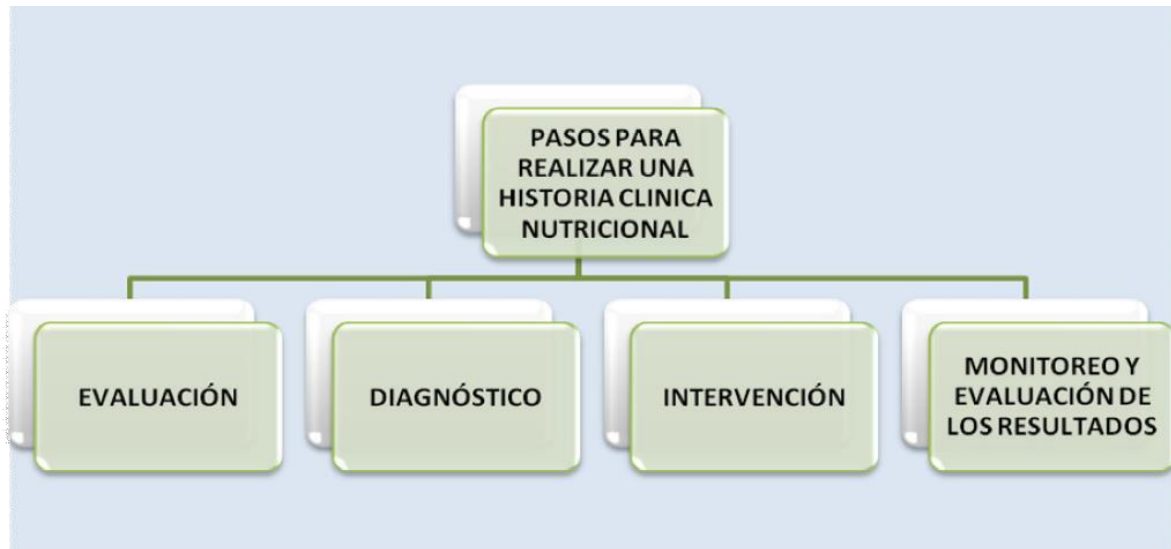 PASOS PARA
REALIZAR UNA
HISTORIA CLINICA
NUTRICIONAL
EVALUACIÓN
DIAGNÓSTICO
INTERVENCIÓN
MONITOREO Y
EVALUACIÓN DE
LOS RESULTADOS